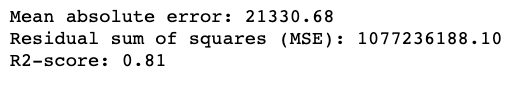 Mean absolute error: 21330.68
Residual sum of squares (MSE): 1077236188.10
R2-score: 0.81